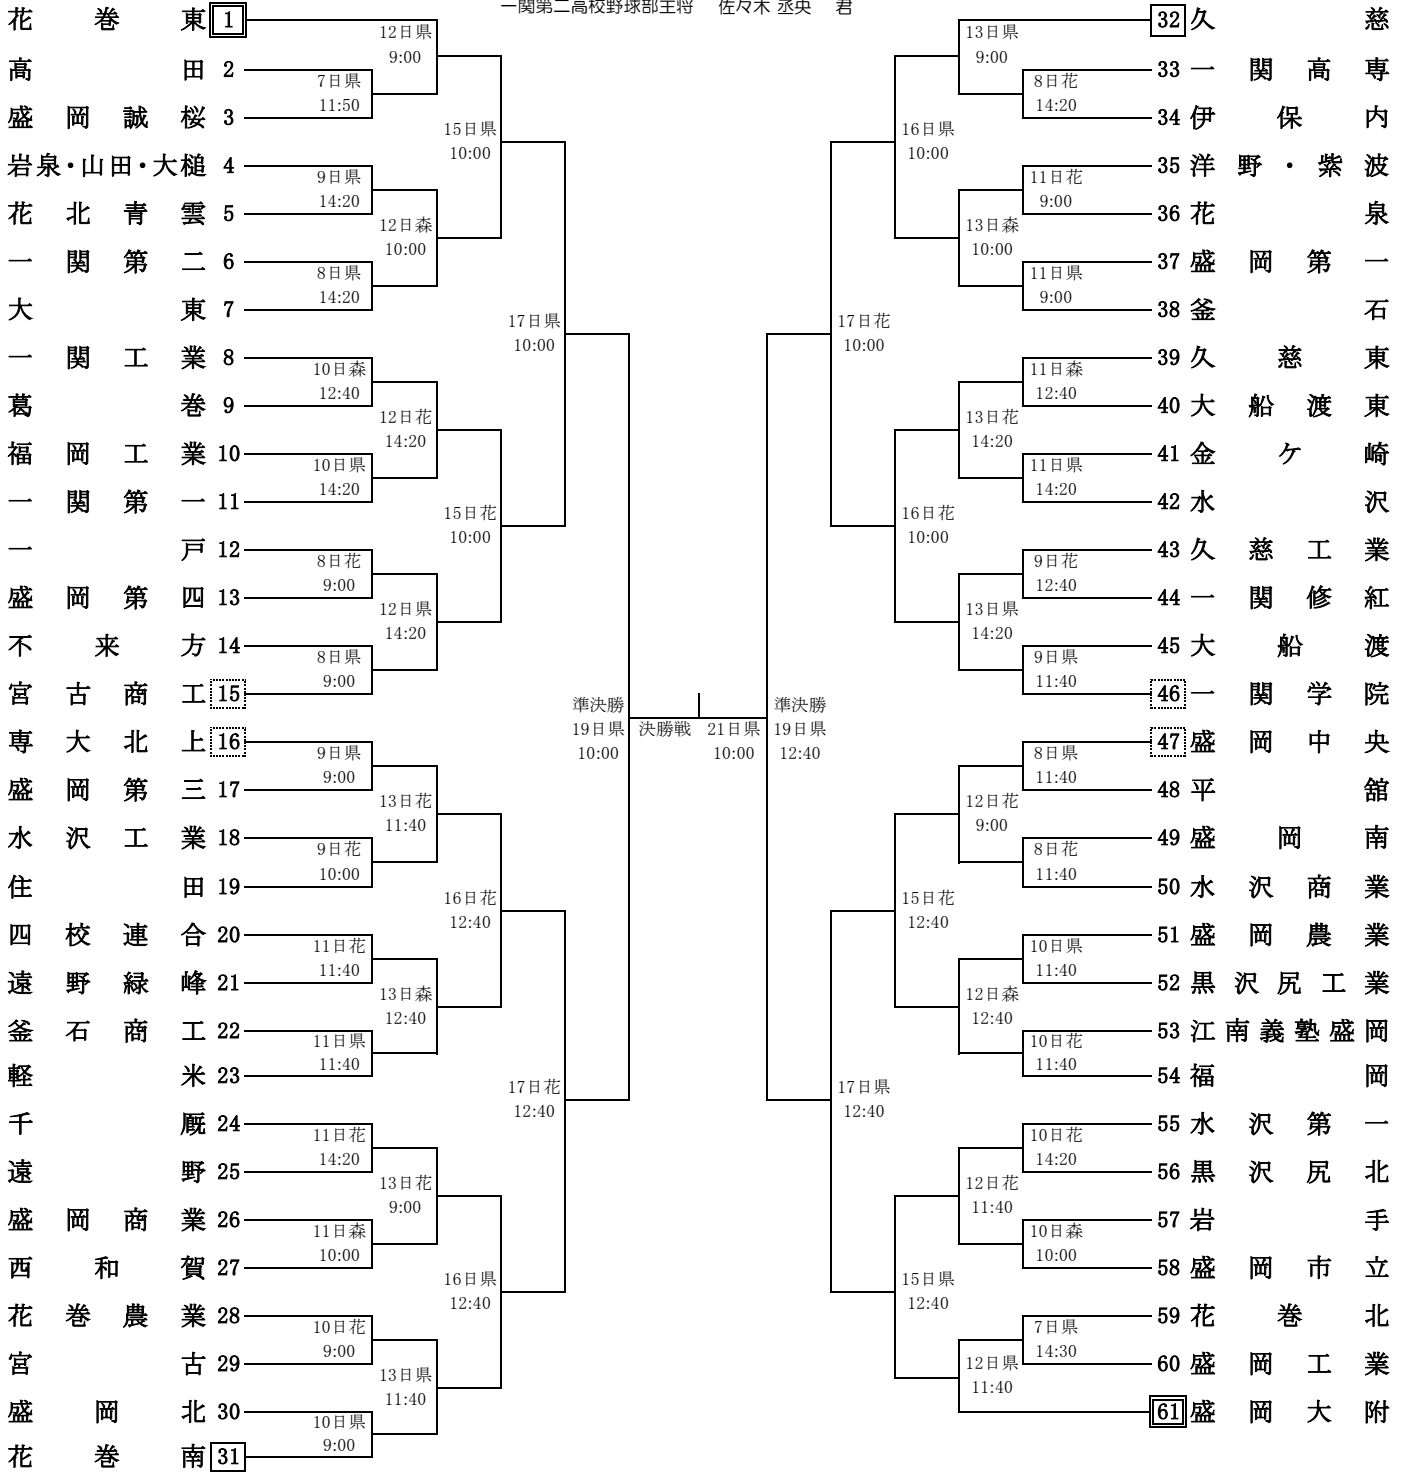 一関第二高校野球部主将 佐々木 丞央 君
花巻東 1
高田 2
盛岡誠桜 3
岩泉・山田・大槌 4
花北青雲 5
一関第二 6
大東 7
一関工業 8
葛巻 9
福岡工業 10
一関第一 11
一戸 12
盛岡第四 13
不来方 14
宮古商工 15
専大北上 16
盛岡第三 17
水沢工業 18
住田 19
四校連合 20
遠野緑峰 21
釜石商工 22
軽米 23
千厩 24
遠野 25
盛岡商業 26
西和賀 27
花巻農業 28
宮古 29
盛岡北 30
花巻南 31
7日県
11:50
9日県
14:20
8日県
14:20
10日森
12:40
10日県
14:20
8日花
9:00
8日県
9:00
9日県
9:00
9日花
10:00
11日花
11:40
11日県
11:40
11日花
14:20
11日森
10:00
10日花
9:00
10日県
9:00
12日県
9:00
12日森
10:00
12日花
14:20
12日県
14:20
13日花
11:40
13日森
12:40
13日花
9:00
13日県
11:40
15日県
10:00
15日花
10:00
16日花
12:40
16日県
12:40
17日県
10:00
17日花
12:40
準決勝
19日県
10:00
決勝戦 21日県
10:00
準決勝
19日県
12:40
17日花
10:00
17日県
12:40
16日県
10:00
16日花
10:00
15日花
12:40
15日県
12:40
13日県
9:00
13日森
10:00
13日花
14:20
13日県
14:20
12日花
9:00
12日森
12:40
12日花
11:40
12日県
11:40
8日花
14:20
11日花
9:00
11日県
9:00
11日森
12:40
11日県
14:20
9日花
12:40
9日県
11:40
8日県
11:40
8日花
11:40
10日県
11:40
10日花
11:40
10日花
14:20
10日森
10:00
7日県
14:30
32 久慈
33 一関高専
34 伊保内
35 洋野・紫波
36 花泉
37 盛岡第一
38 釜石
39 久慈東
40 大船渡東
41 金ケ崎
42 水沢
43 久慈工業
44 一関修紅
45 大船渡
46 一関学院
47 盛岡中央
48 平舘
49 盛岡南
50 水沢商業
51 盛岡農業
52 黒沢尻工業
53 江南義塾盛岡
54 福岡
55 水沢第一
56 黒沢尻北
57 岩手
58 盛岡市立
59 花巻北
60 盛岡工業
61 盛岡大附